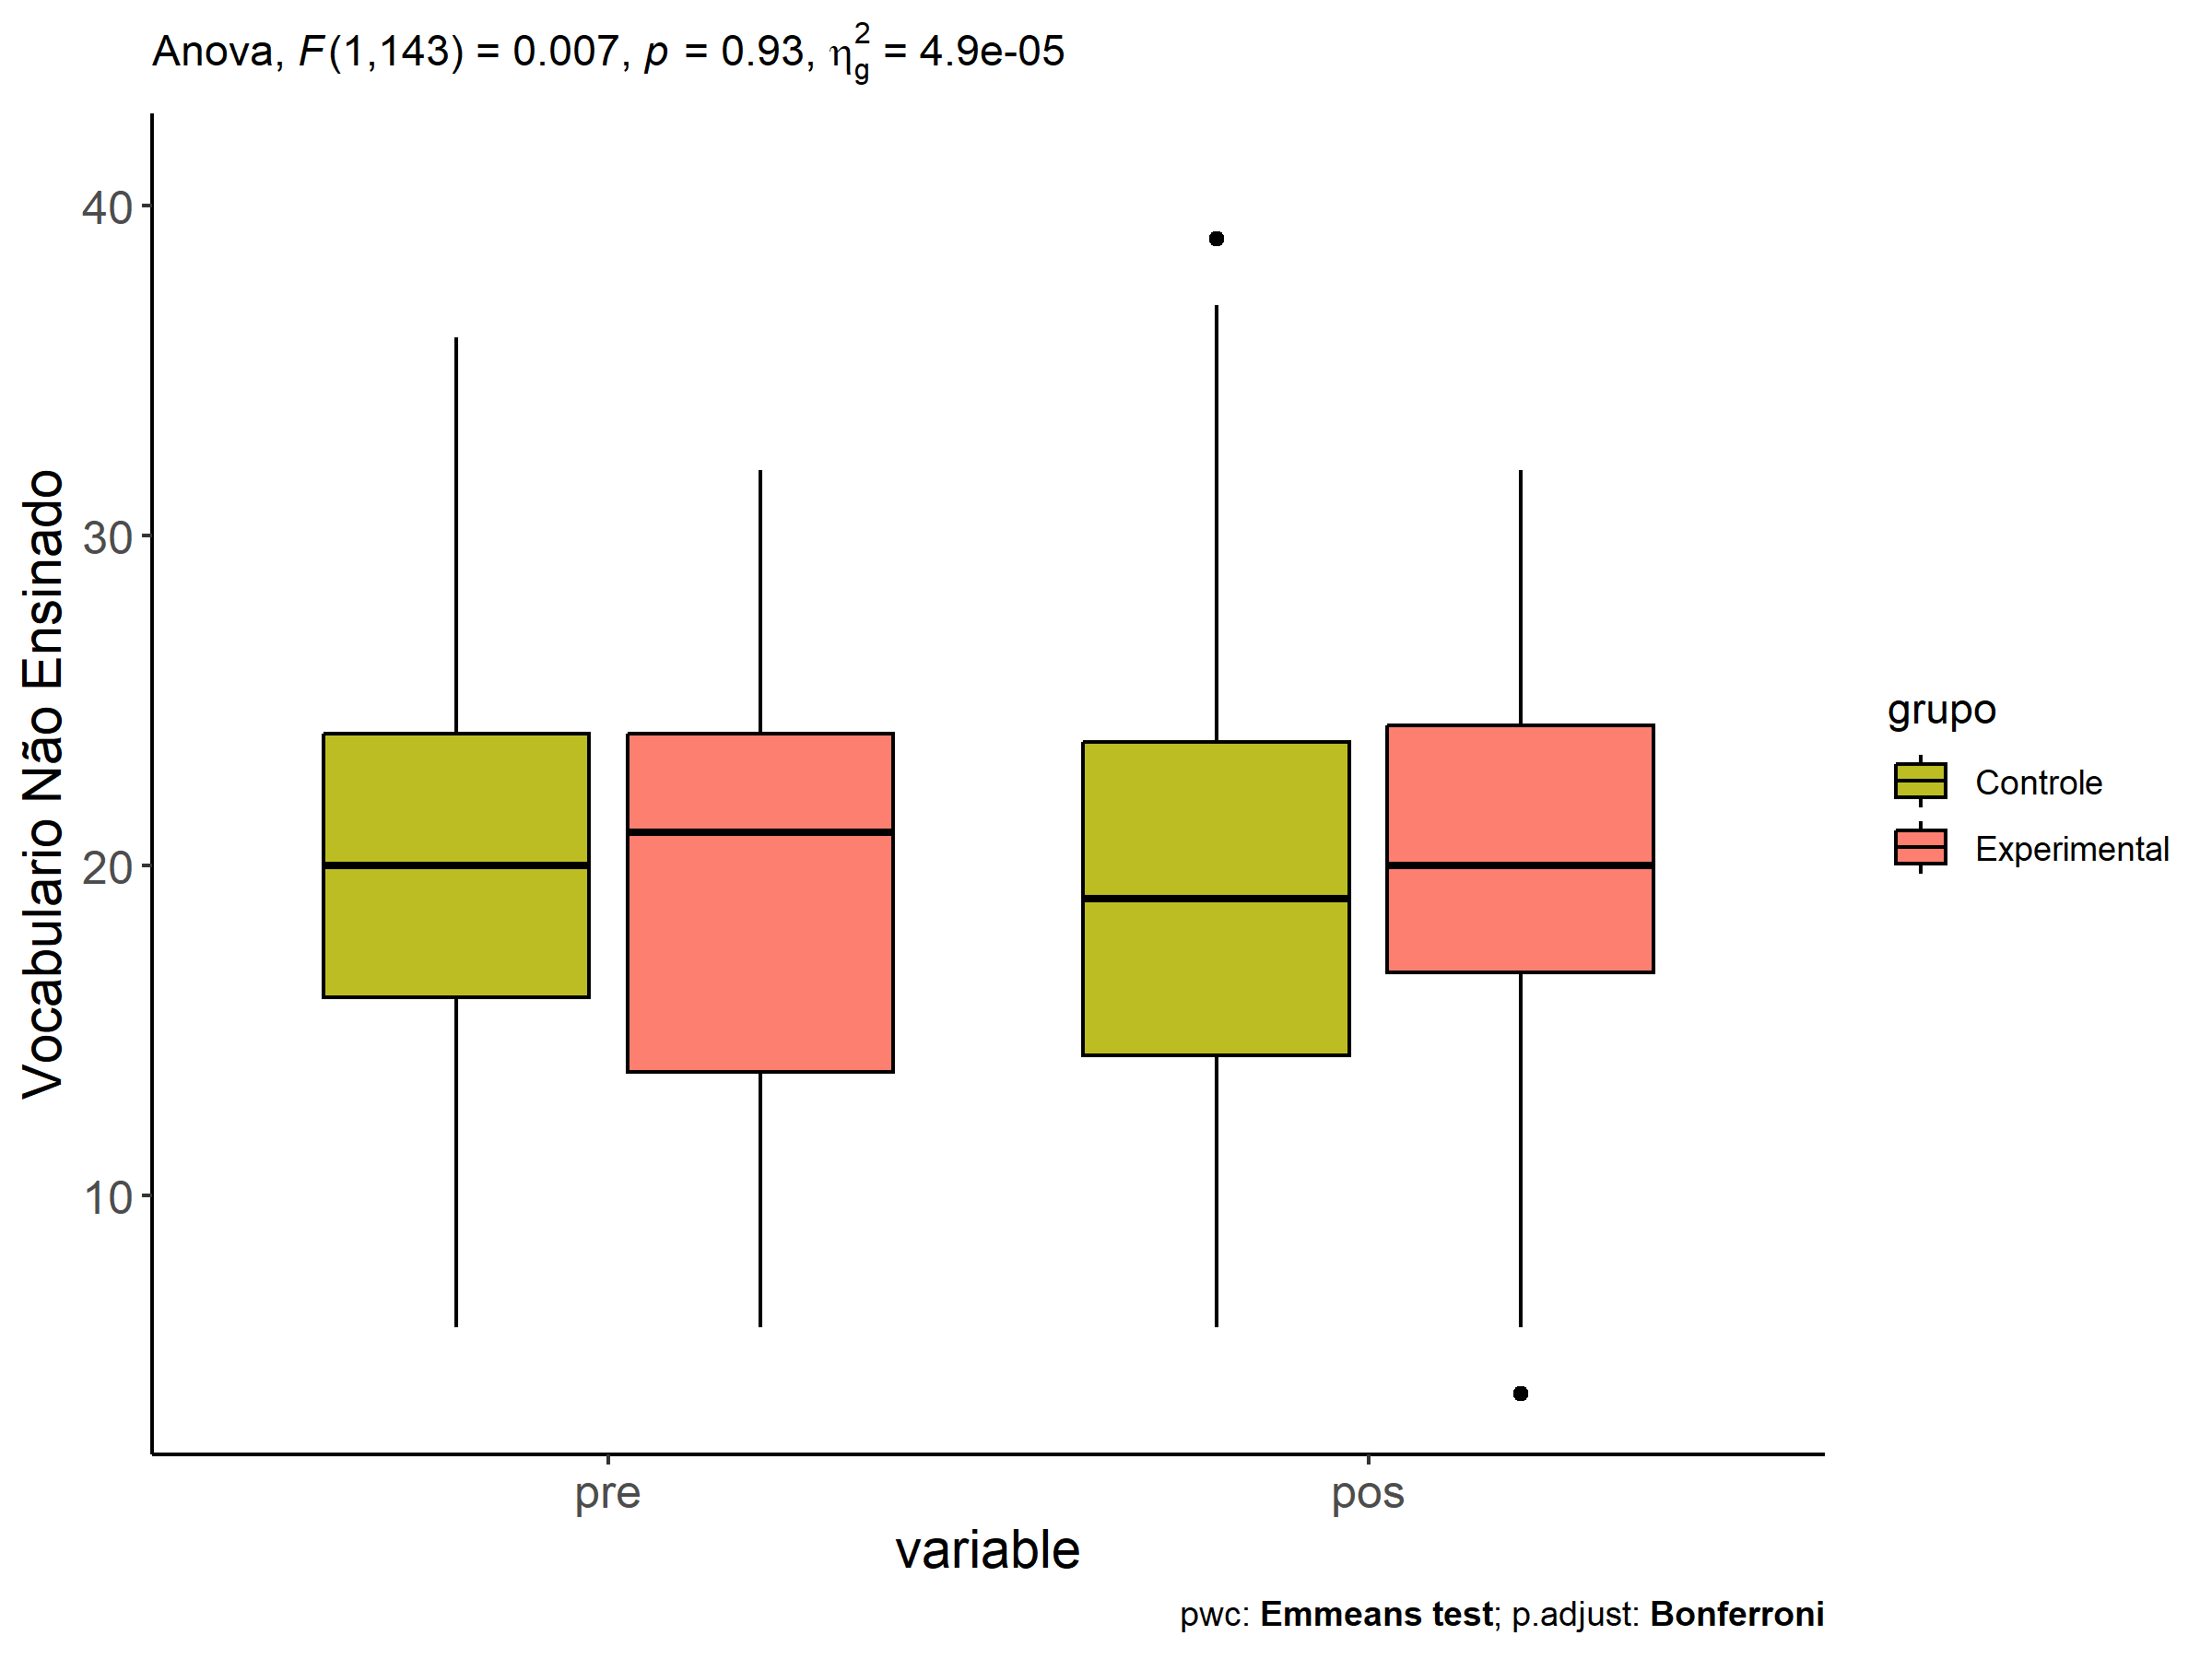 Anova, F(1,143) = 0.007, p = 0.93, η²g = 4.9e-05
Vocabulario Não Ensinado
40
30
20
10
pre
pos
variable
grupo
Controle
Experimental
pwc: Emmeans test; p.adjust: Bonferroni